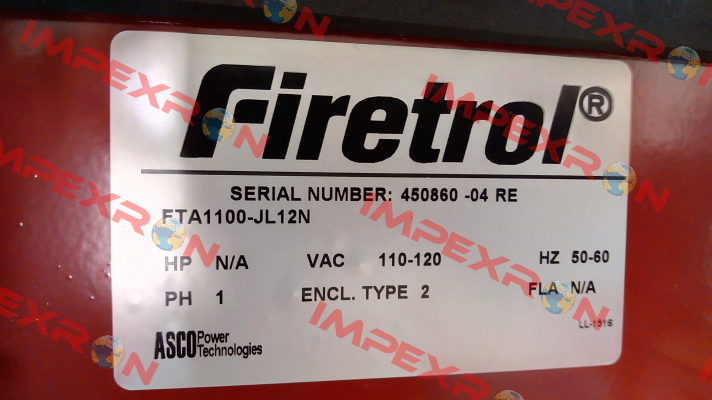 Firetrol®
SERIAL NUMBER: 450860 -04 RE
FTA1100-JL12N
HP N/A VAC 110-120 HZ 50-60
PH 1 ENCL. TYPE 2 FLA N/A
LL-1516
ASCO Power Technologies
IMPEXRON
IMPEXRON
IMPEXRON
IMPEXRON
IMPEXRON